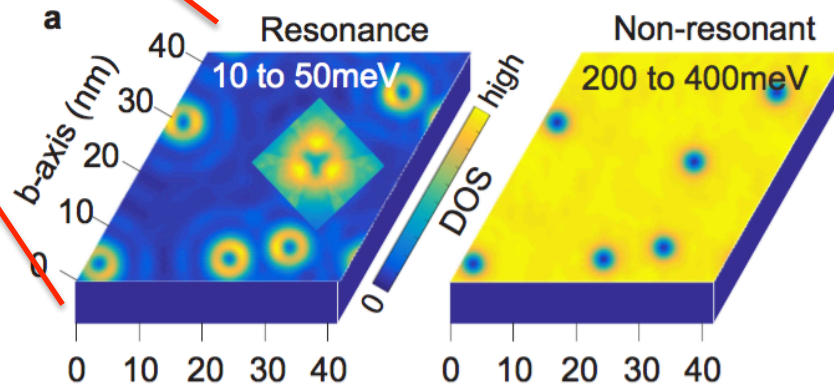 a
Resonance
Non-resonant
10 to 50meV
200 to 400meV
b-axis (nm)
40
30
20
10
0
high
DOS
0
0 10 20 30 40
0 10 20 30 40